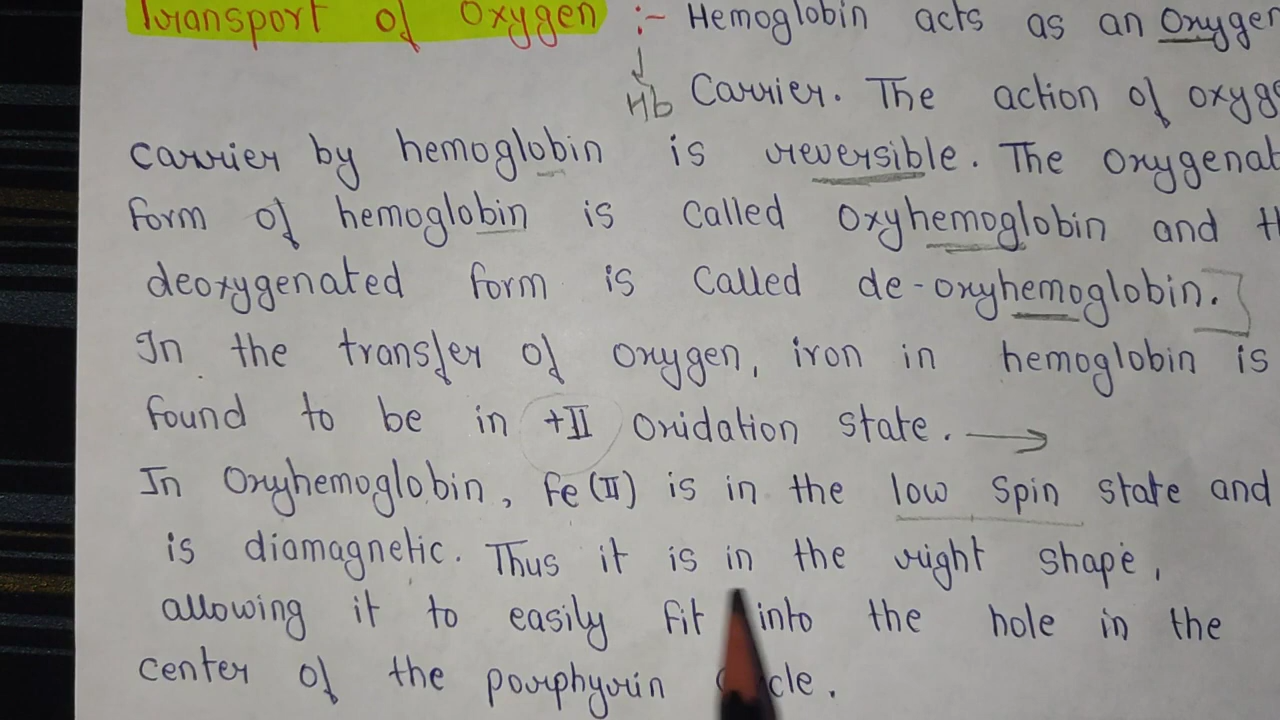 Transport of Oxygen :- Hemoglobin acts as an Oxygen
Hb Carrier. The action of oxyge
carrier by hemoglobin is reversible. The oxygenat
form of hemoglobin is called oxyhemoglobin and th
deoxygenated form is called de-oxyhemoglobin.
In the transfer of oxygen, iron in hemoglobin is
found to be in +II oxidation state. →
In Oxyhemoglobin, Fe(II) is in the low spin state and
is diamagnetic. Thus it is in the right shape,
allowing it to easily fit into the hole in the
center of the porphyrin